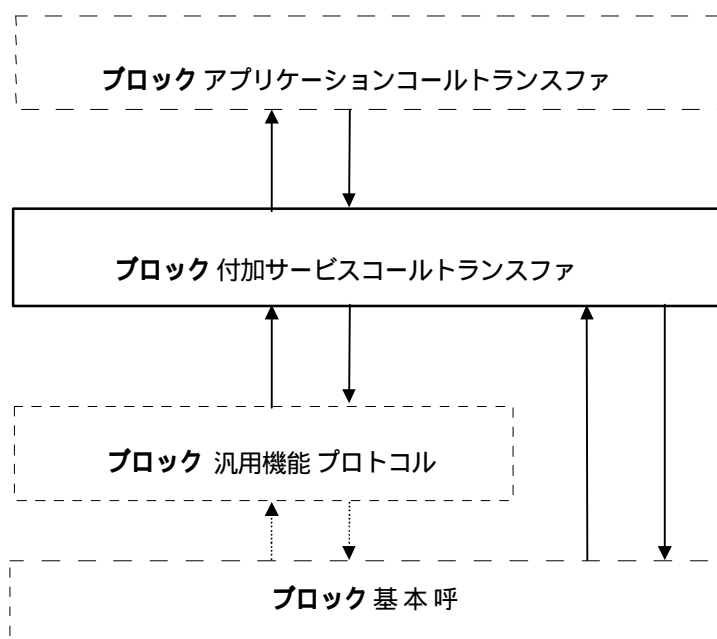 ブロック アプリケーションコールトランスファ
ブロック 付加サービスコールトランスファ
ブロック 汎用機能 プロトコル
ブロック 基 本 呼